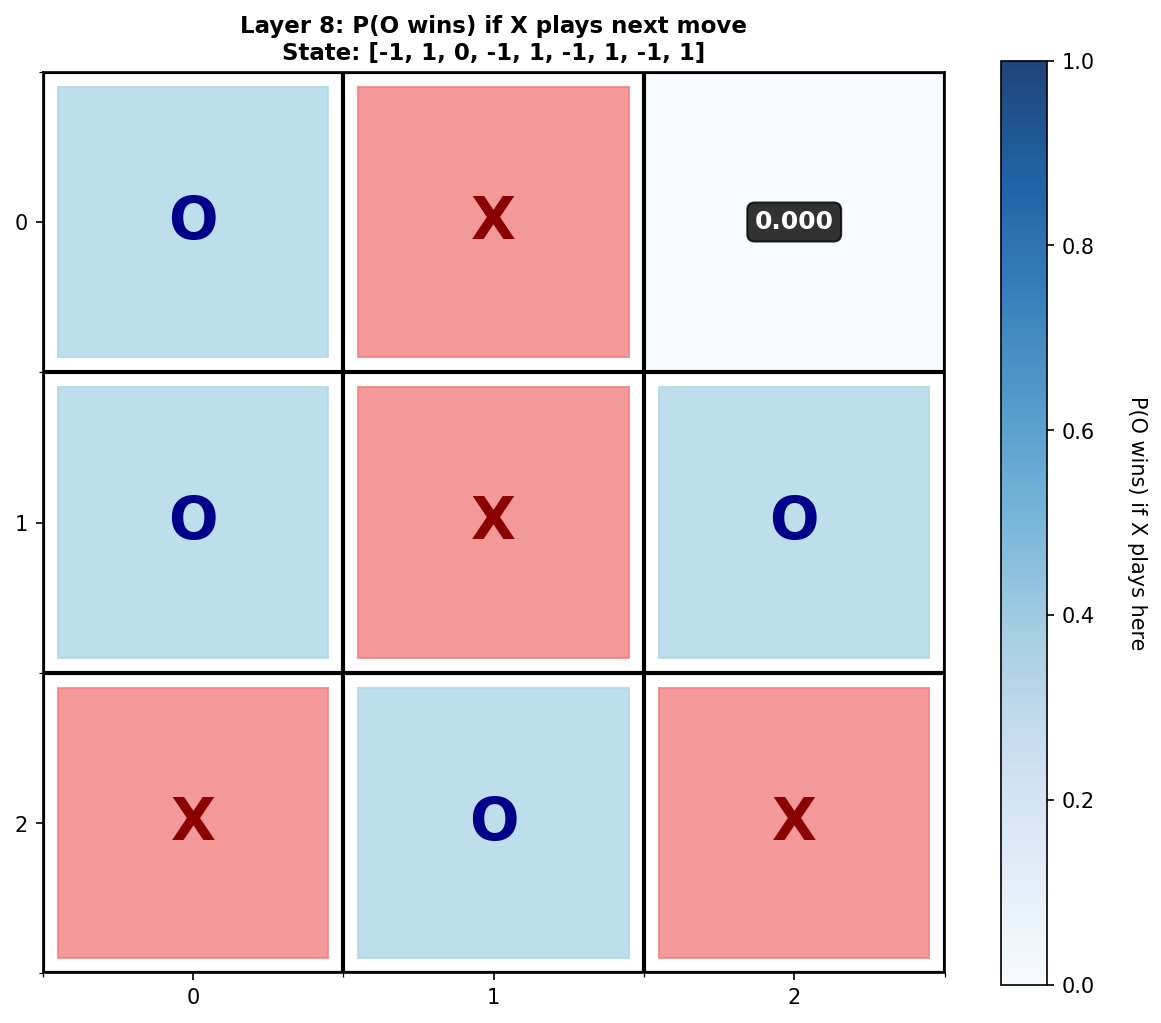 Layer 8: P(O wins) if X plays next move
State: [-1, 1, 0, -1, 1, -1, 1, -1, 1]
0
O
X
0.000
1
O
X
O
2
X
O
X
0
1
2
1.0
0.8
0.6
0.4
0.2
0.0
P(O wins) if X plays here